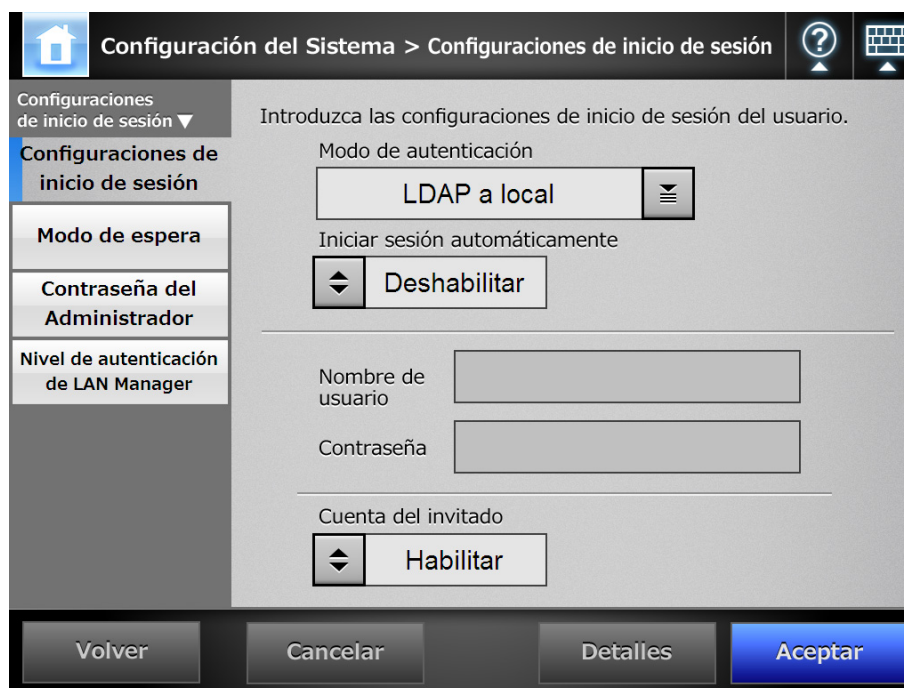 Configuración del Sistema > Configuraciones de inicio de sesión
?
Configuraciones
de inicio de sesión ▼
Configuraciones de
inicio de sesión
Modo de espera
Contraseña del
Administrador
Nivel de autenticación
de LAN Manager
Introduzca las configuraciones de inicio de sesión del usuario.
Modo de autenticación
LDAP a local
Iniciar sesión automáticamente
Deshabilitar
Nombre de
usuario
Contraseña
Cuenta del invitado
Habilitar
Volver
Cancelar
Detalles
Aceptar